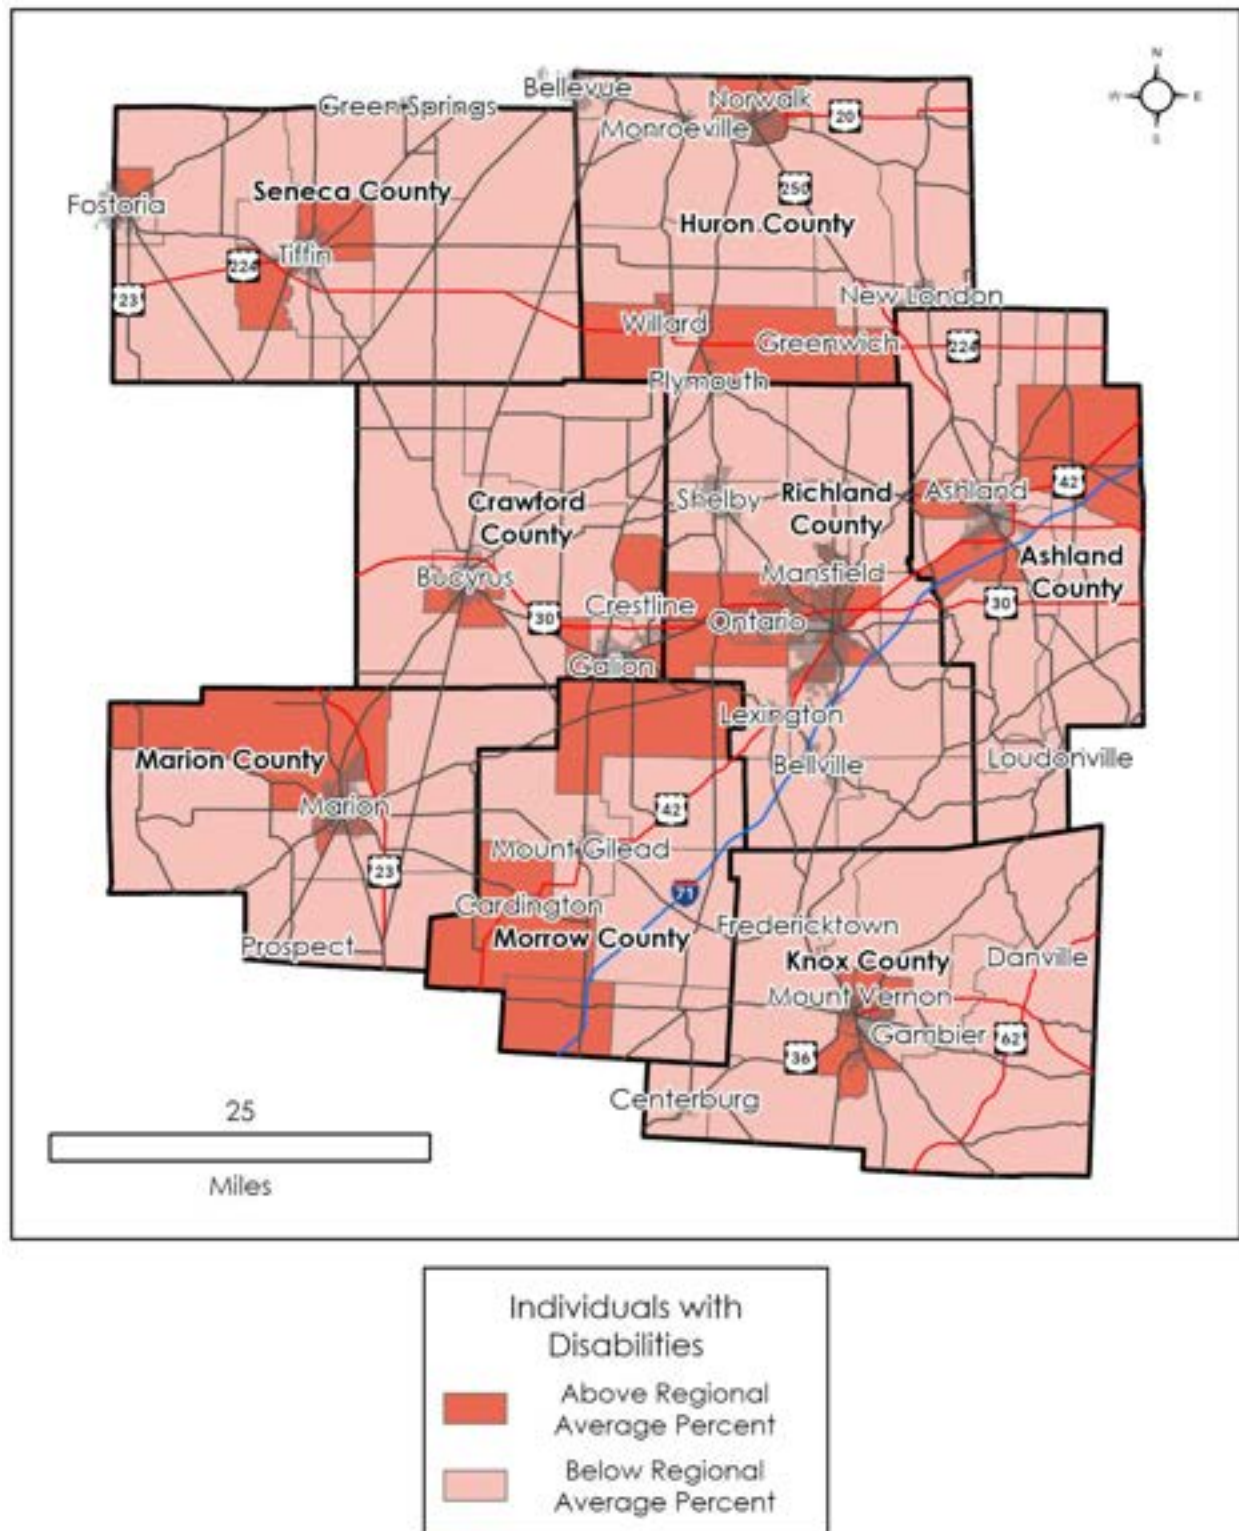 N
W E
S
Bellevue
Green Springs
Norwalk
20
Monroeville
Fostoria
Seneca County
250
Huron County
224
Tiffin
23
New London
Willard
Greenwich
224
Plymouth
42
Crawford
County
Shelby
Richland
County
Ashland
Ashland
County
Bucyrus
Mansfield
30
Crestline
30
Ontario
Galion
Lexington
Marion County
Bellville
Loudonville
Marion
42
Mount Gilead
23
71
Cardington
Fredericktown
Prospect
Morrow County
Knox County
Danville
Mount Vernon
Gambier
62
36
Centerburg
25
Miles
Individuals with
Disabilities
Above Regional
Average Percent
Below Regional
Average Percent